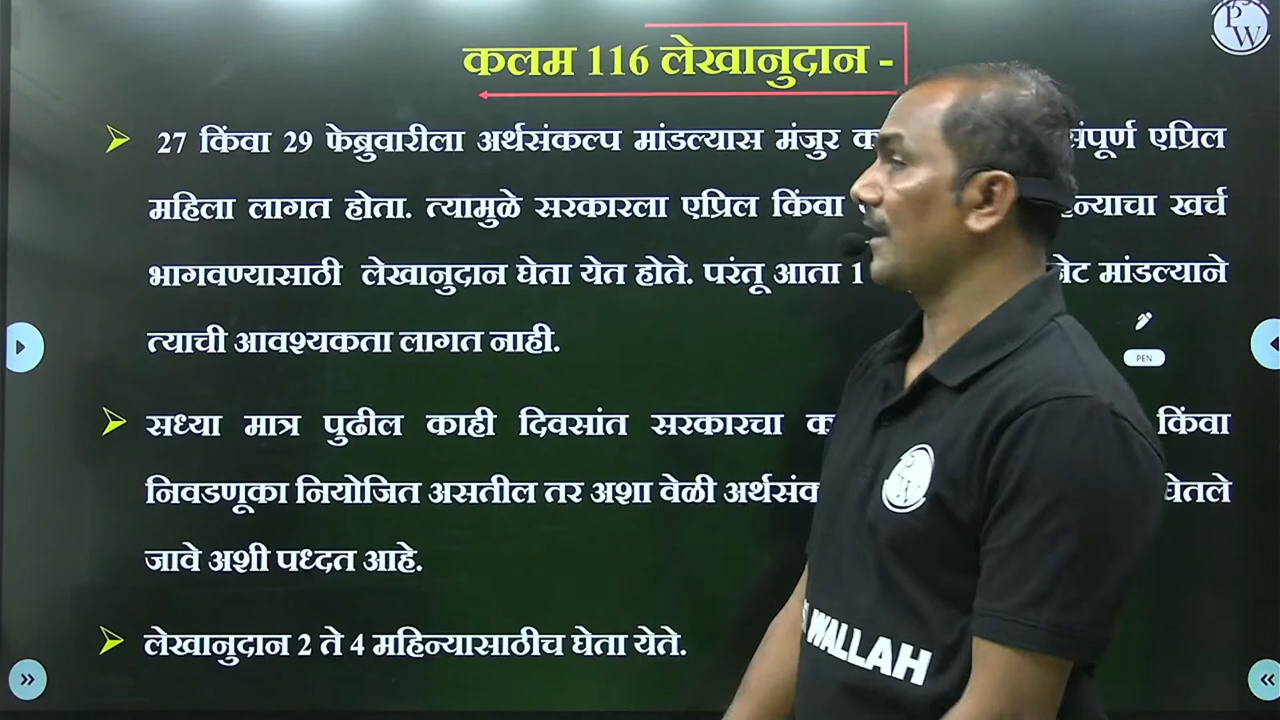 PW
कलम 116 लेखानुदान -
27 किंवा 29 फेब्रुवारीला अर्थसंकल्प मांडल्यास मंजुर संपूर्ण एप्रिल
महिला लागत होता. त्यामुळे सरकारला एप्रिल किंवा खर्च
भागवण्यासाठी लेखानुदान घेता येत होते. परंतू आता 1 मांडल्याने
त्याची आवश्यकता लागत नाही.
PEN
सध्या मात्र पुढील काही दिवसांत सरकारचा किंवा
निवडणूका नियोजित असतील तर अशा वेळी घेतले
जावे अशी पध्दत आहे.
लेखानुदान 2 ते 4 महिन्यासाठीच घेता येते.
PW
WALLAH